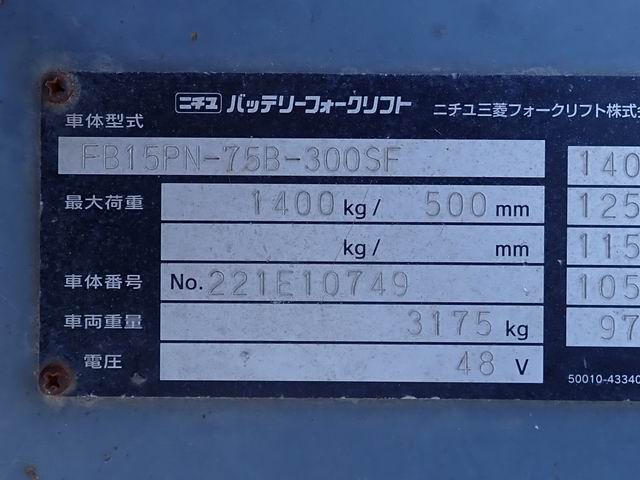 ニチユ バッテリーフォークリフト ニチユ三菱フォークリフト株式会
車体型式 FB15PN-75B-300SF
最大荷重 1400 kg/ 500 mm 140
kg/ mm 125
115
車体番号 No. 221E10749 105
車両重量 3175 kg 97
電圧 48 V
50010-43340